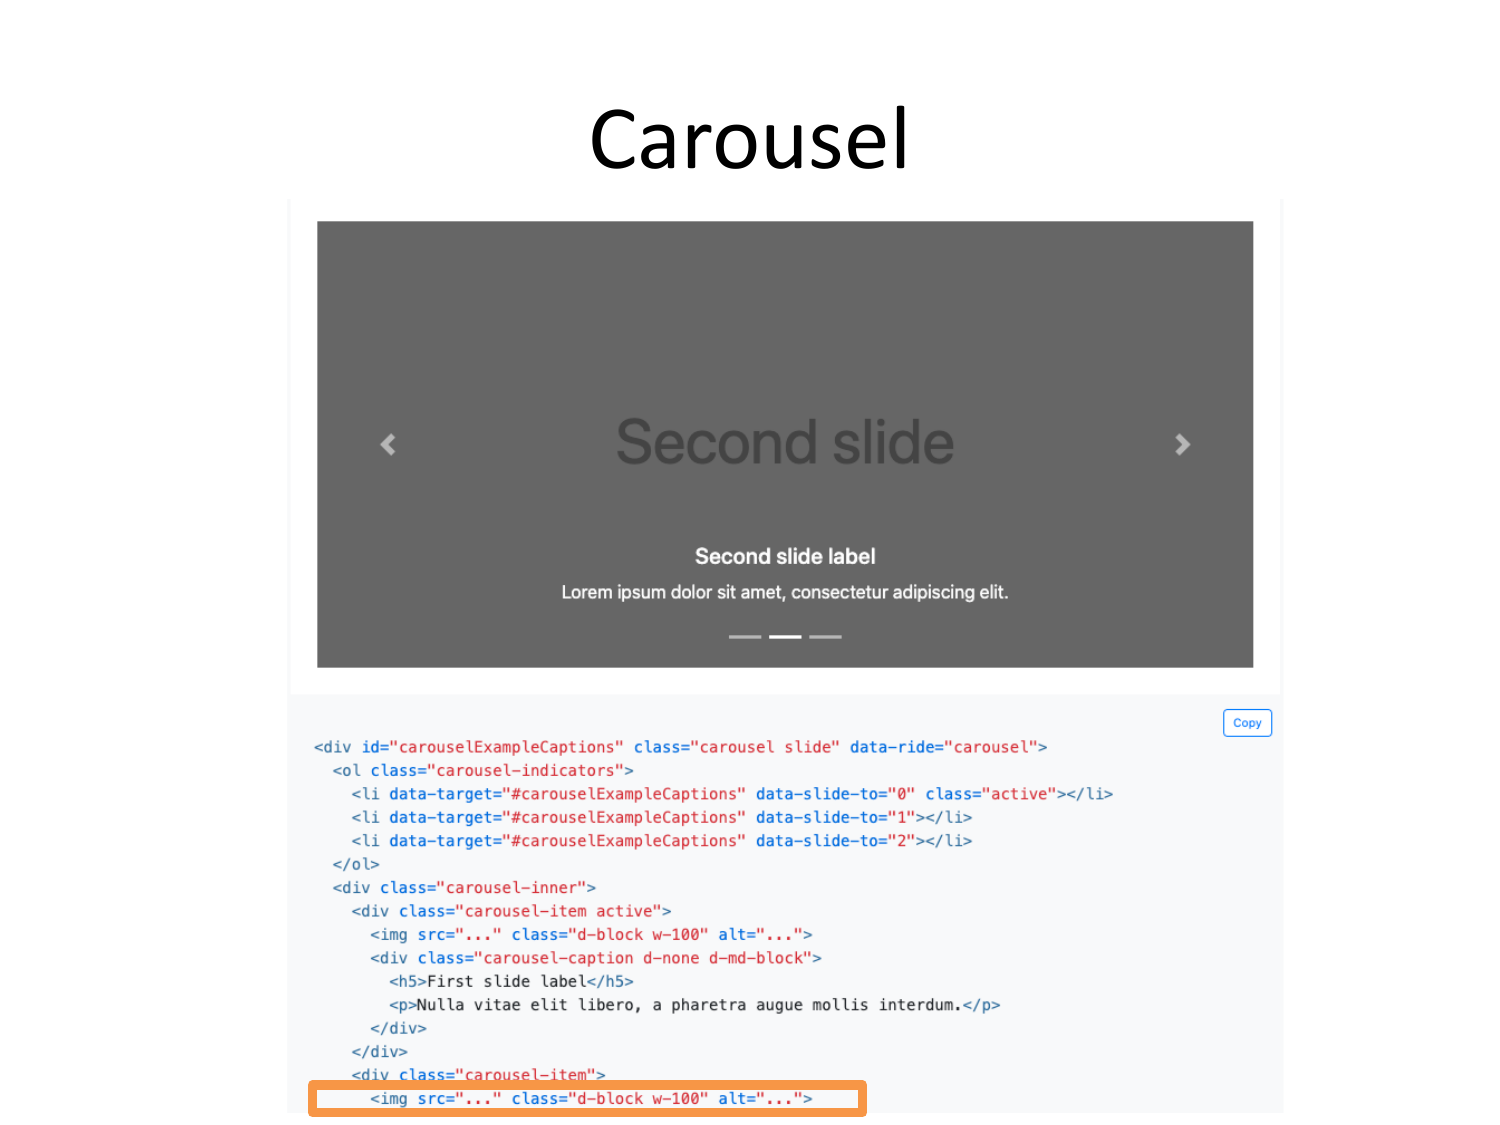 Carousel
Second slide
Second slide label
Lorem ipsum dolor sit amet, consectetur adipiscing elit.
Copy
<div id="carouselExampleCaptions" class="carousel slide" data-ride="carousel">
  <ol class="carousel-indicators">
    <li data-target="#carouselExampleCaptions" data-slide-to="0" class="active"></li>
    <li data-target="#carouselExampleCaptions" data-slide-to="1"></li>
    <li data-target="#carouselExampleCaptions" data-slide-to="2"></li>
  </ol>
  <div class="carousel-inner">
    <div class="carousel-item active">
      <img src="..." class="d-block w-100" alt="...">
      <div class="carousel-caption d-none d-md-block">
        <h5>First slide label</h5>
        <p>Nulla vitae elit libero, a pharetra augue mollis interdum.</p>
      </div>
    </div>
    <div class="carousel-item">
      <img src="..." class="d-block w-100" alt="...">